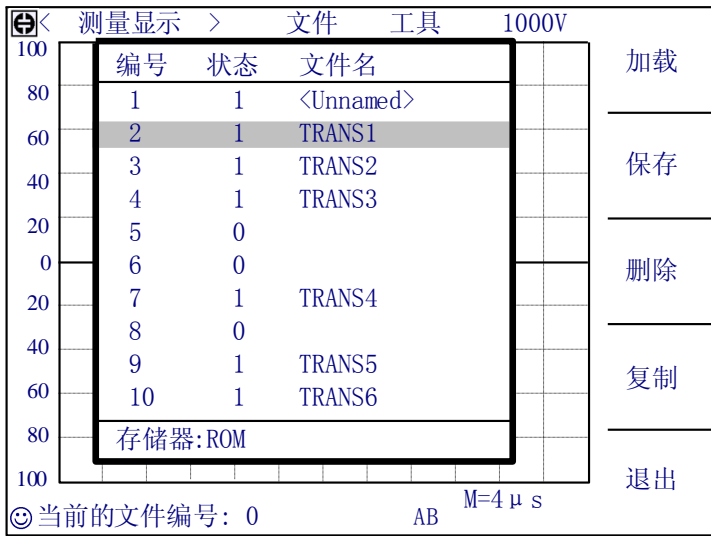 < 测量显示 > 文件 工具 1000V
100
80
60
40
20
0
20
40
60
80
100
编号 状态 文件名
1 1 <Unnamed>
2 1 TRANS1
3 1 TRANS2
4 1 TRANS3
5 0
6 0
7 1 TRANS4
8 0
9 1 TRANS5
10 1 TRANS6
存储器:ROM
加载
保存
删除
复制
退出
M=4μs
当前的文件编号: 0 AB